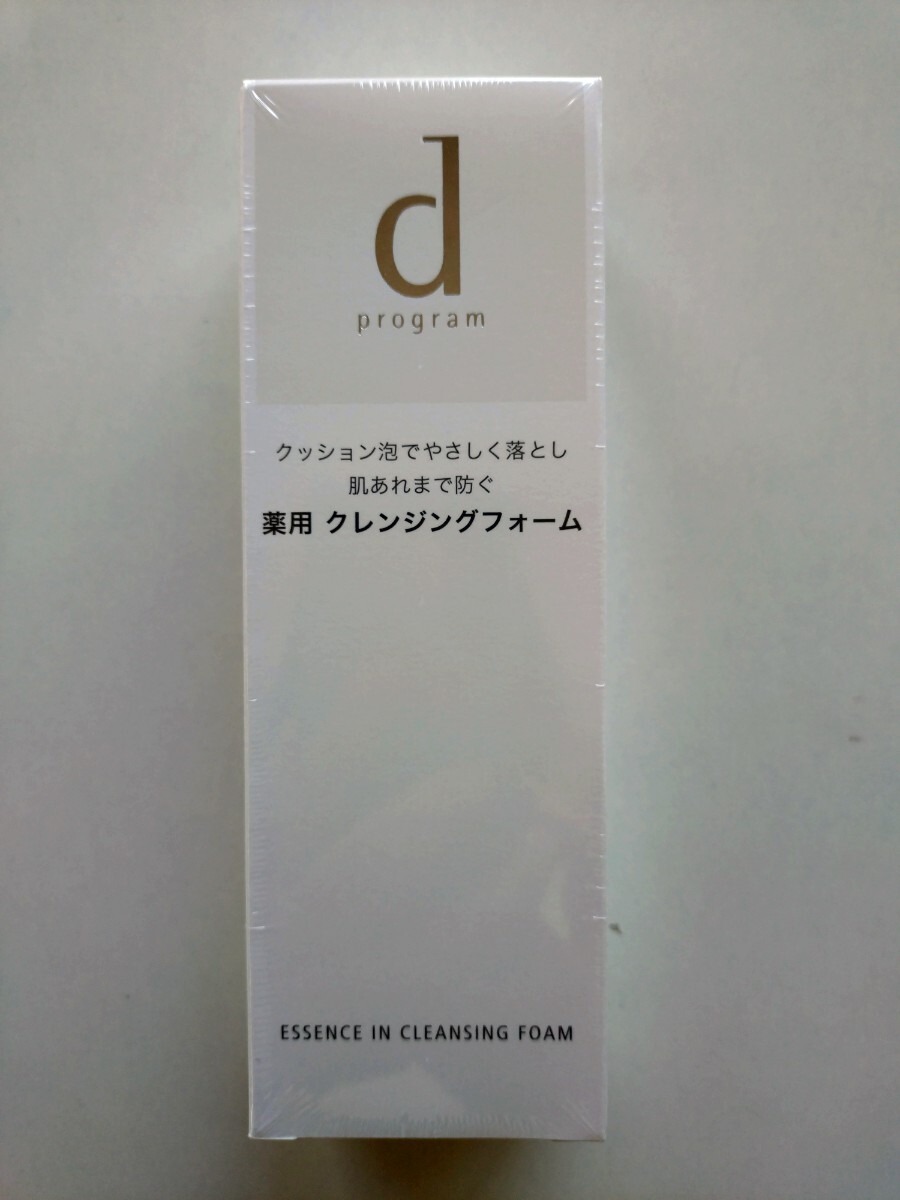 d
program
クッション泡でやさしく落とし
肌あれまで防ぐ
薬用 クレンジングフォーム
ESSENCE IN CLEANSING FOAM